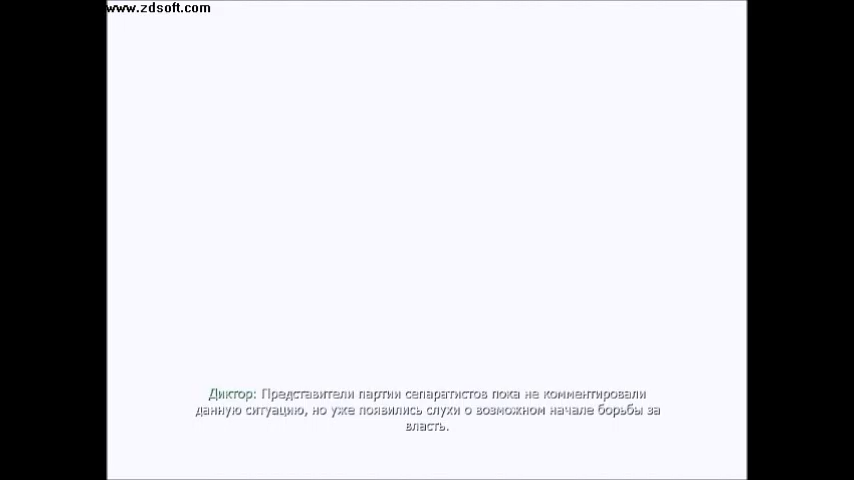 www.zdsoft.com
Диктор: Представители партии сепаратистов пока не комментировали
данную ситуацию, но уже появились слухи о возможном начале борьбы за
власть.